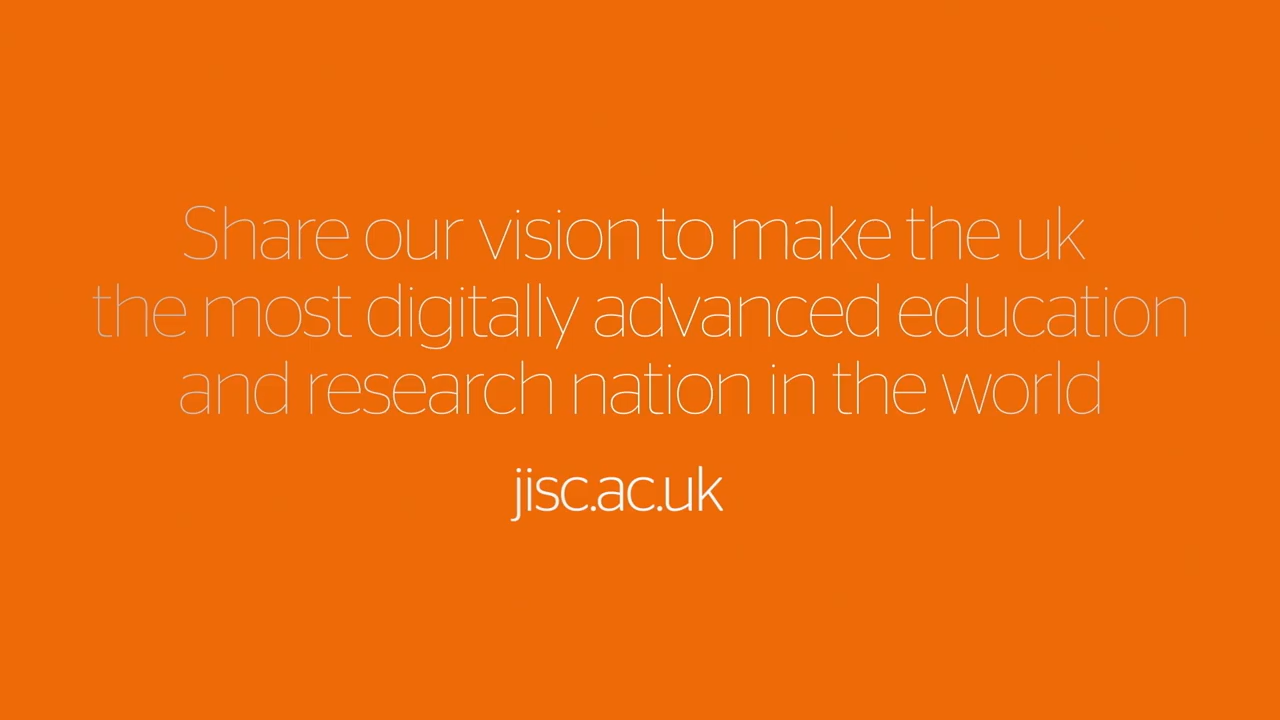 Share our vision to make the uk
the most digitally advanced education
and research nation in the world
jisc.ac.uk